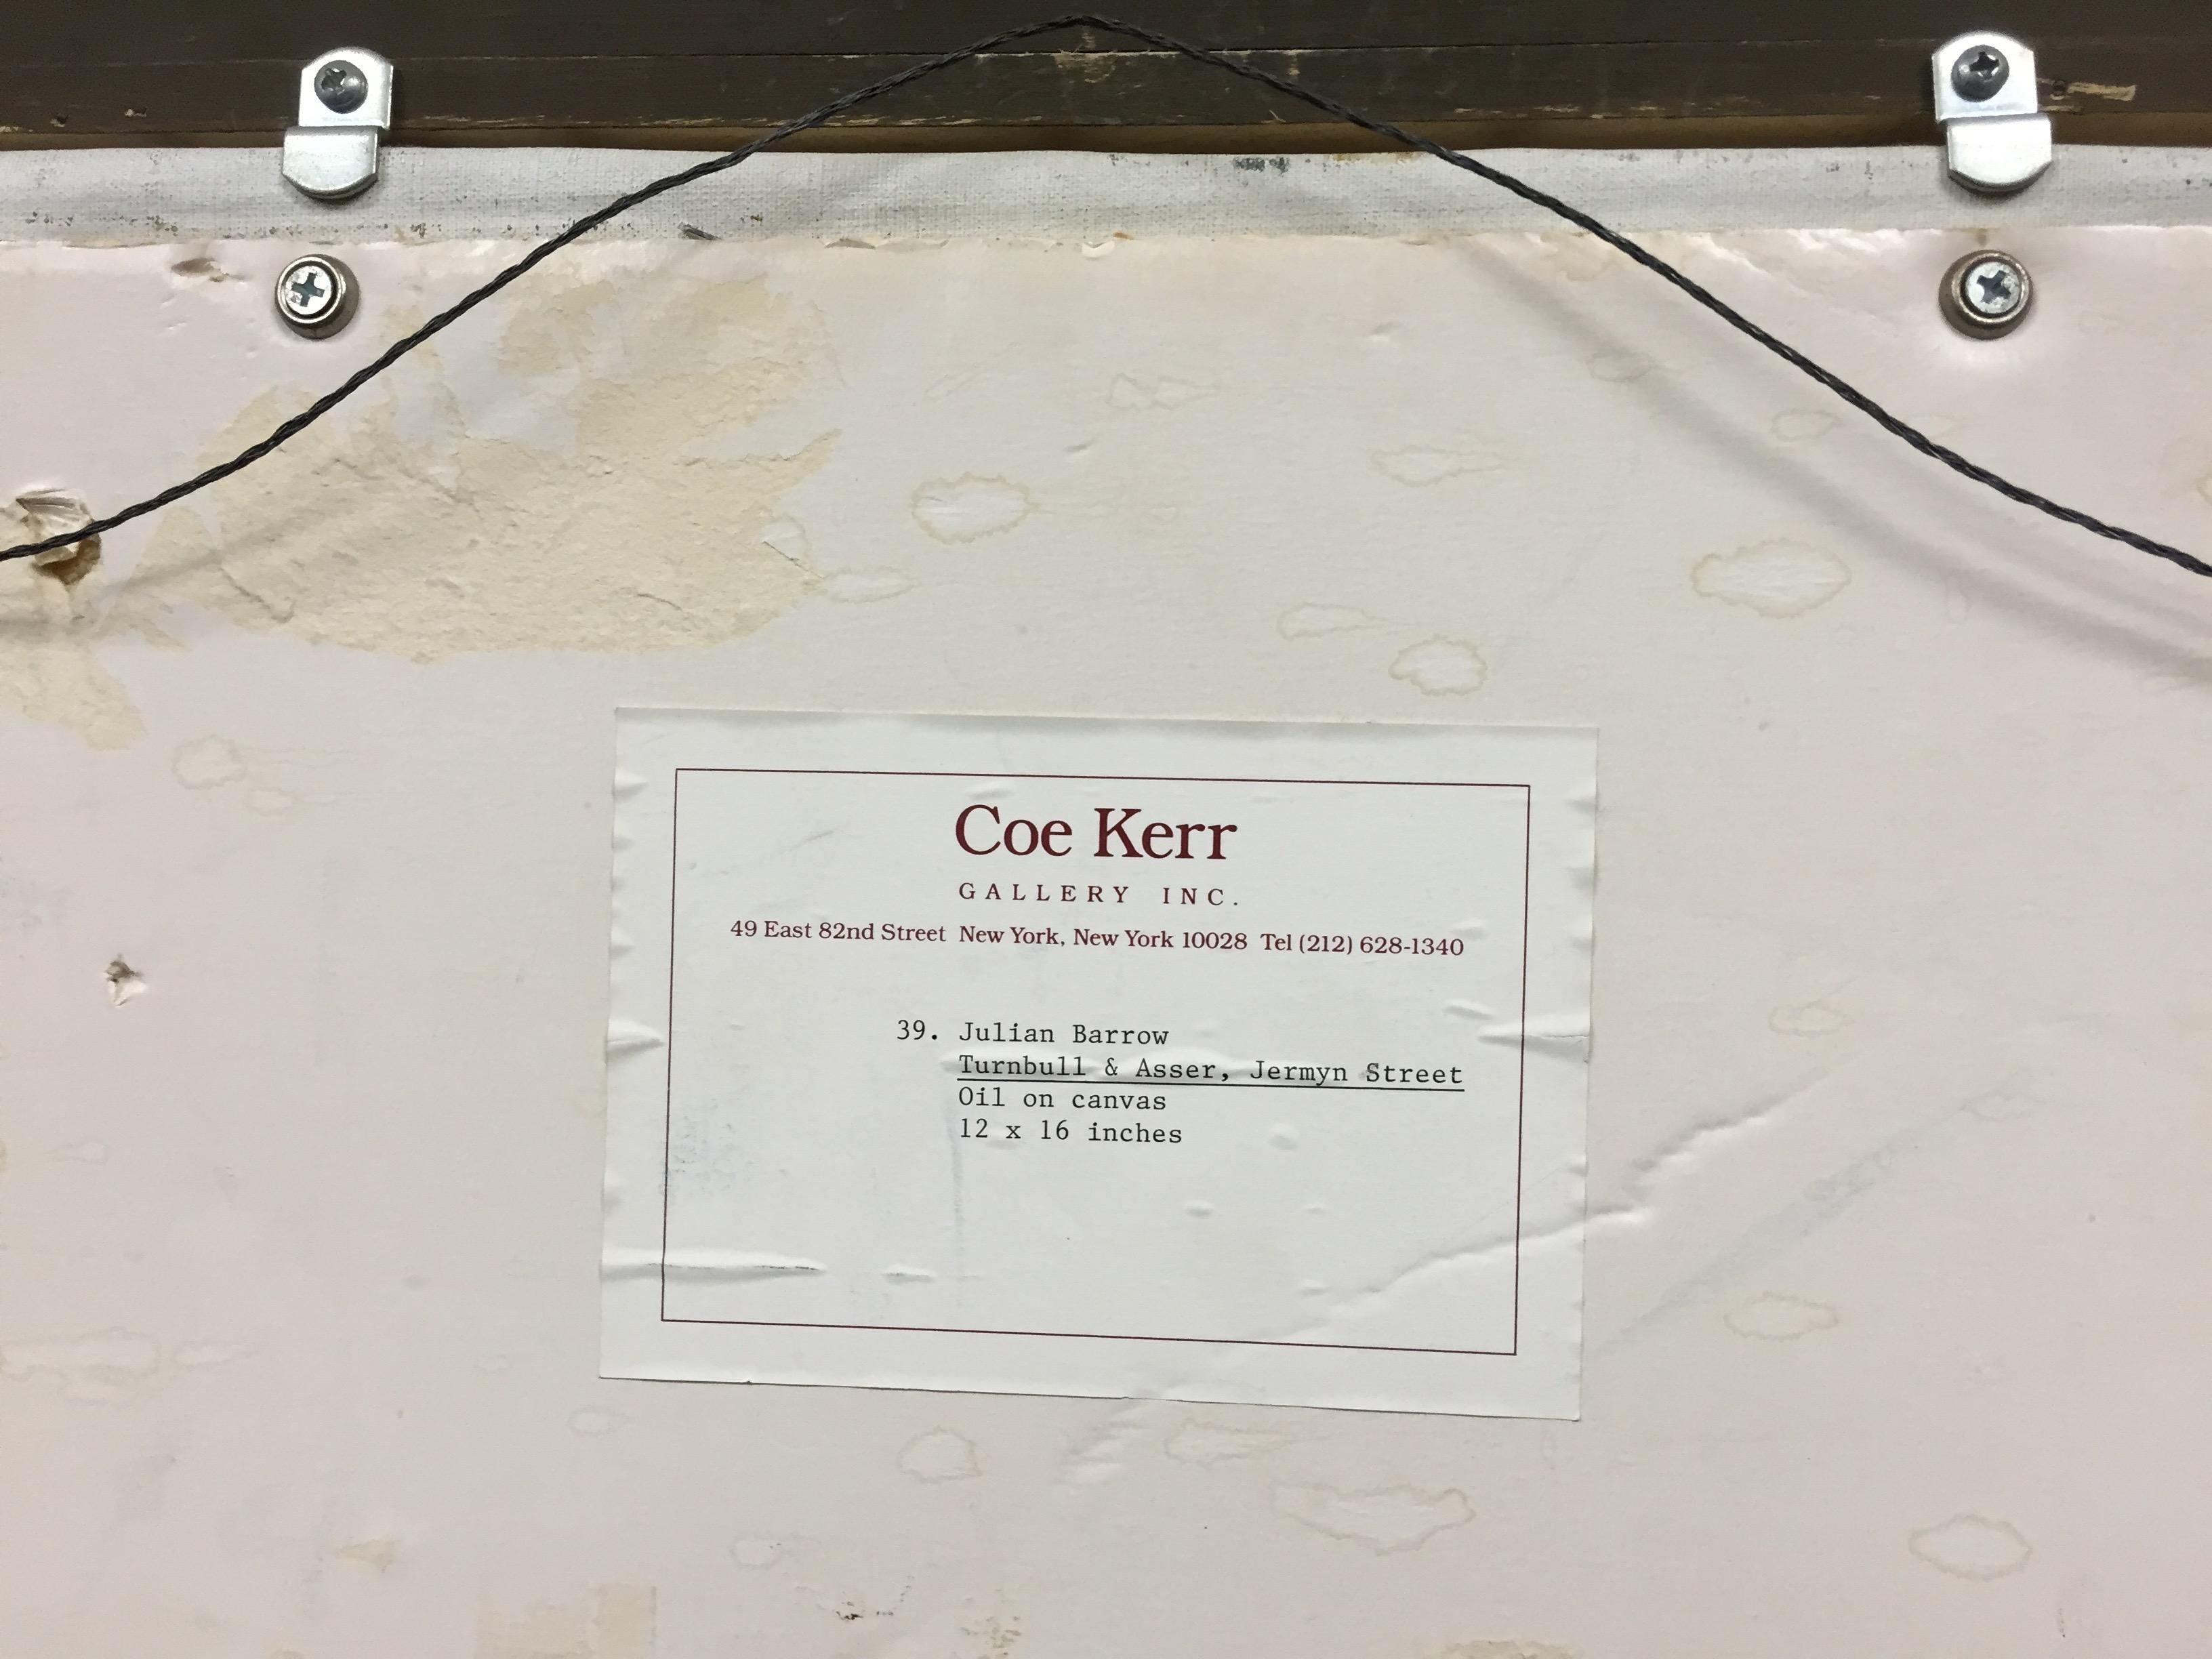 Coe Kerr
GALLERY INC.
49 East 82nd Street New York, New York 10028 Tel (212) 628-1340
39. Julian Barrow
Turnbull & Asser, Jermyn Street
Oil on canvas
12 x 16 inches